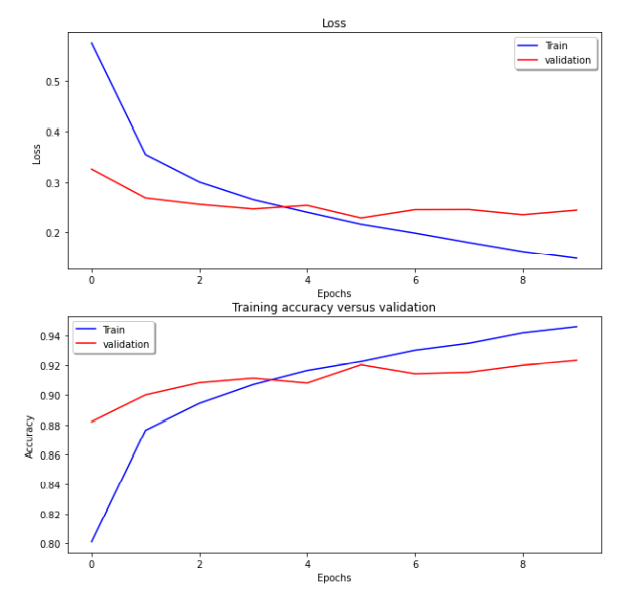 Loss
Train
validation
0.5
0.4
0.3
0.2
Loss
0 2 4 6 8
Epochs
Training accuracy versus validation
Train
validation
0.94
0.92
0.90
0.88
0.86
0.84
0.82
0.80
Accuracy
0 2 4 6 8
Epochs